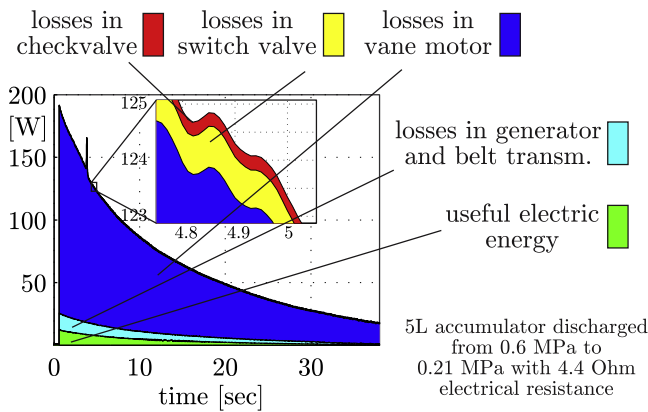 losses in
checkvalve
losses in
switch valve
losses in
vane motor
200
[W]
150
100
50
125
124
123
4.8
4.9
5
losses in generator
and belt transm.
useful electric
energy
0
10
20
30
time [sec]
5L accumulator discharged
from 0.6 MPa to
0.21 MPa with 4.4 Ohm
electrical resistance